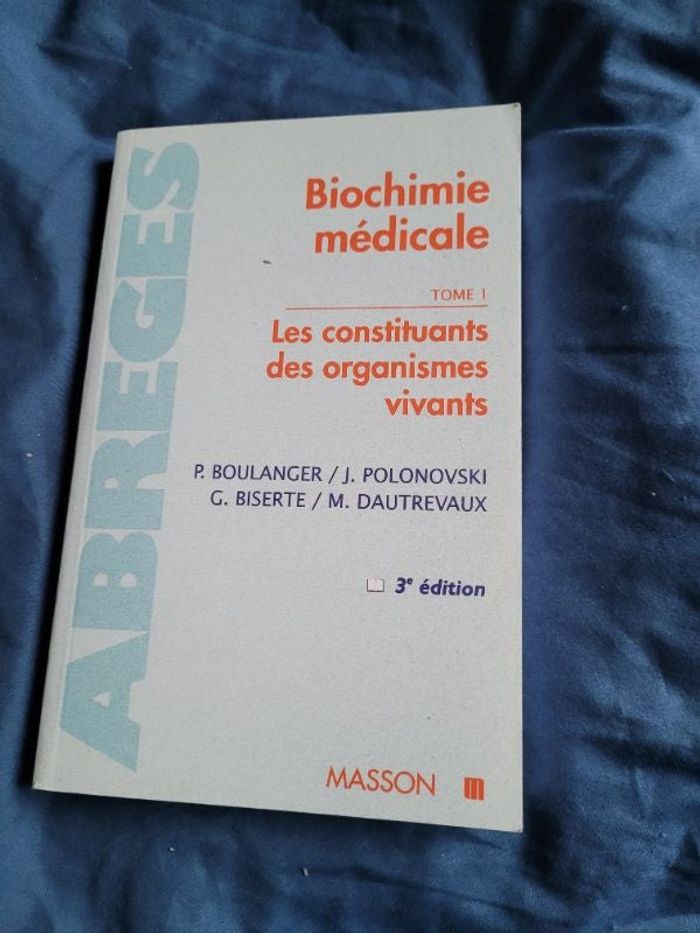 ABREGES
Biochimie
médicale
TOME 1
Les constituants
des organismes
vivants
P. BOULANGER / J. POLONOVSKI
G. BISERTE / M. DAUTREVAUX
3e édition
MASSON m